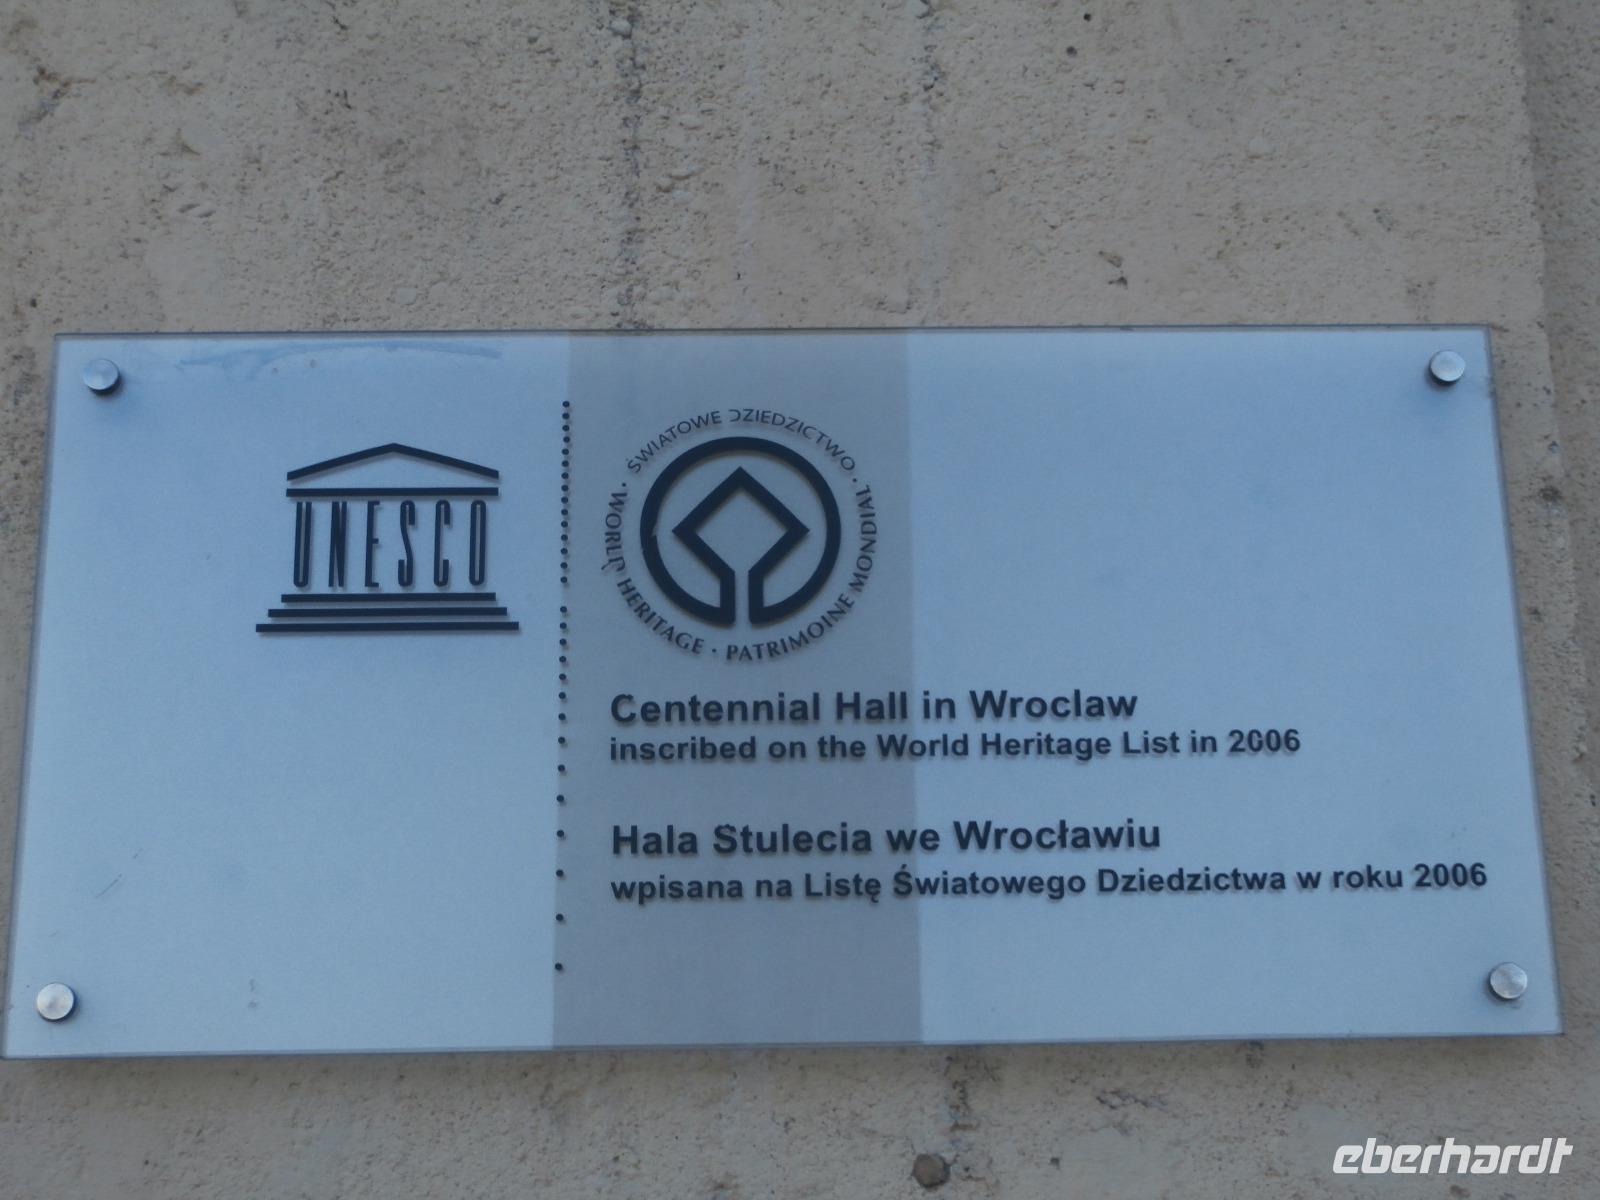 UNESCO
ŚWIATOWE DZIEDZICTWO · WORLD HERITAGE · PATRIMOINE MONDIAL ·
Centennial Hall in Wroclaw
inscribed on the World Heritage List in 2006
Hala Stulecia we Wrocławiu
wpisana na Listę Światowego Dziedzictwa w roku 2006
eberhardt